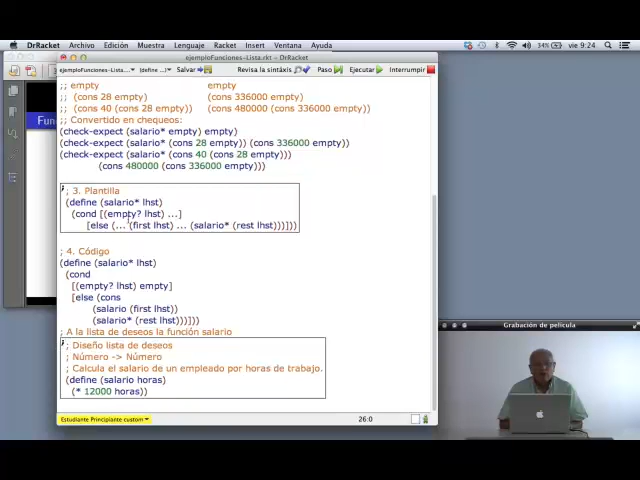 DrRacket Archivo Edición Muestra Lenguaje Racket Insert Ventana Ayuda 34% vie 9:24
ejemploFunciones-Lista.rkt - DrRacket
ejemploFunciones-Lista... (define ...) Salvar Revisa la sintáxis Paso Ejecutar Interrumpir
Fun
;; empty empty
;; (cons 28 empty) (cons 336000 empty)
;; (cons 40 (cons 28 empty)) (cons 480000 (cons 336000 empty))
;; Convertido en chequeos:
(check-expect (salario* empty) empty)
(check-expect (salario* (cons 28 empty)) (cons 336000 empty))
(check-expect (salario* (cons 40 (cons 28 empty)))
(cons 480000 (cons 336000 empty)))
; 3. Plantilla
(define (salario* lhst)
(cond [(empty? lhst) ...]
[else (... (first lhst) ... (salario* (rest lhst)))]))
; 4. Código
(define (salario* lhst)
(cond
[(empty? lhst) empty]
[else (cons
(salario (first lhst))
(salario* (rest lhst)))]))
; A la lista de deseos la función salario
; Diseño lista de deseos
; Número -> Número
; Calcula el salario de un empleado por horas de trabajo.
(define (salario horas)
(* 12000 horas))
Estudiante Principiante custom 26:0
Grabación de película